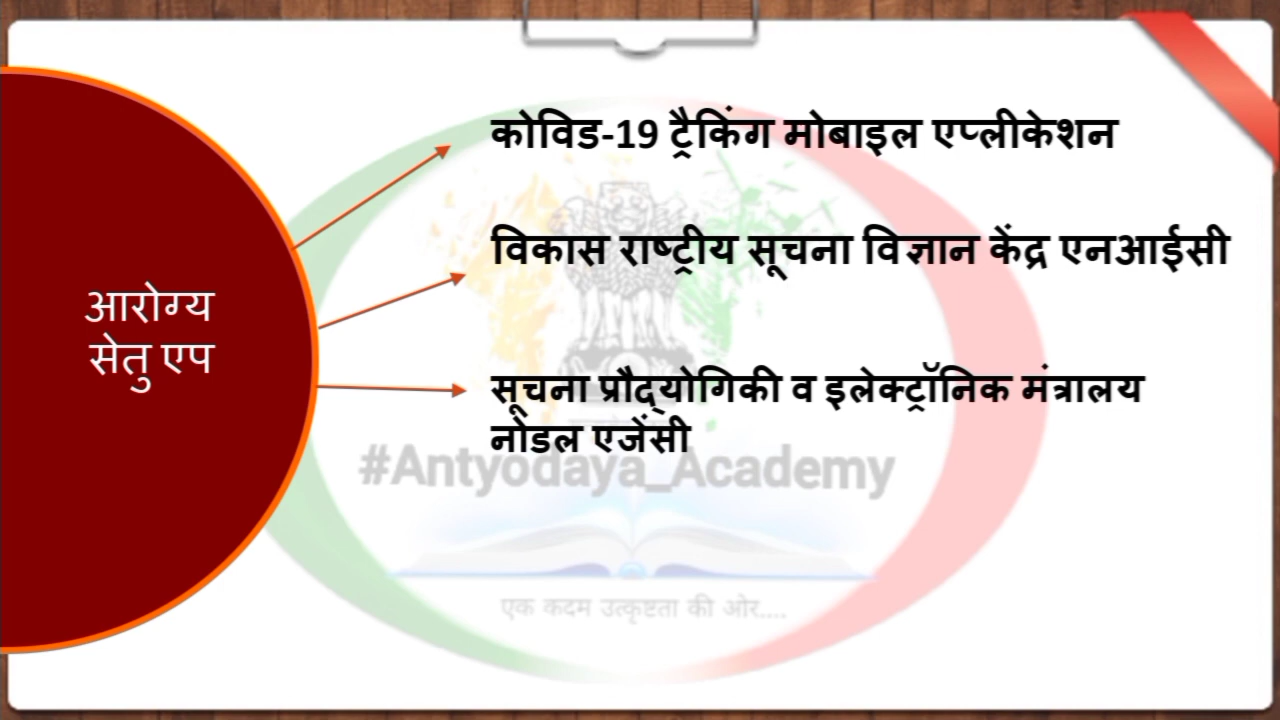 आरोग्य
सेतु एप
कोविड-19 ट्रैकिंग मोबाइल एप्लीकेशन
विकास राष्ट्रीय सूचना विज्ञान केंद्र एनआईसी
सूचना प्रौद्योगिकी व इलेक्ट्रॉनिक मंत्रालय
नोडल एजेंसी
#Antyodaya_Academy
एक कदम उत्कृष्टता की ओर....